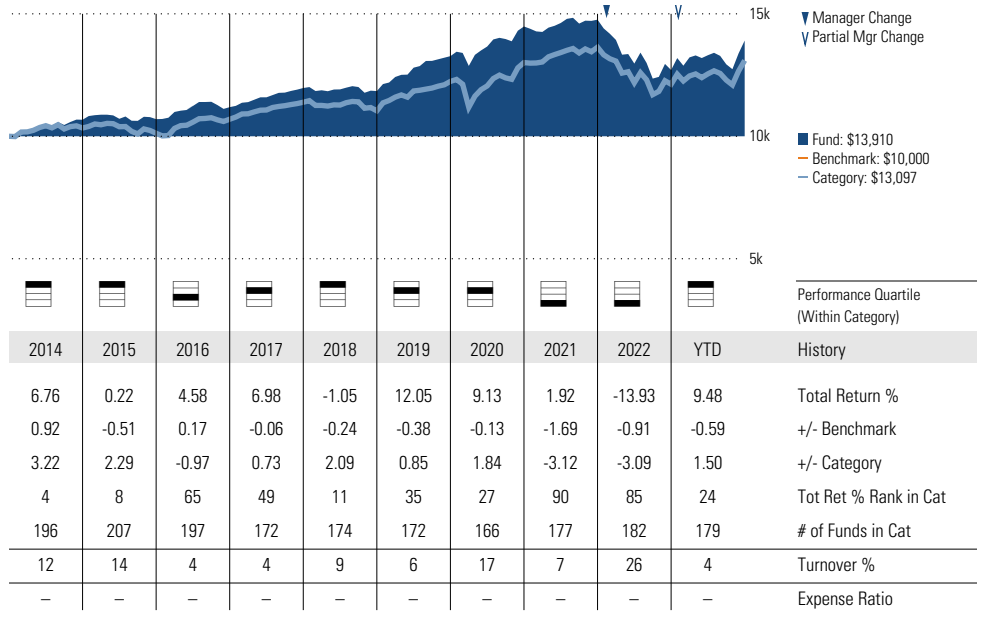 15k
▼ Manager Change
Partial Mgr Change
10k
Fund: $13,910
Benchmark: $10,000
Category: $13,097
5k
Performance Quartile
(Within Category)
2014 2015 2016 2017 2018 2019 2020 2021 2022 YTD History
6.76 0.22 4.58 6.98 -1.05 12.05 9.13 1.92 -13.93 9.48 Total Return %
0.92 -0.51 0.17 -0.06 -0.24 -0.38 -0.13 -1.69 -0.91 -0.59 +/- Benchmark
3.22 2.29 -0.97 0.73 2.09 0.85 1.84 -3.12 -3.09 1.50 +/- Category
4 8 65 49 11 35 27 90 85 24 Tot Ret % Rank in Cat
196 207 197 172 174 172 166 177 182 179 # of Funds in Cat
12 14 4 4 9 6 17 7 26 4 Turnover %
– – – – – – – – – – Expense Ratio